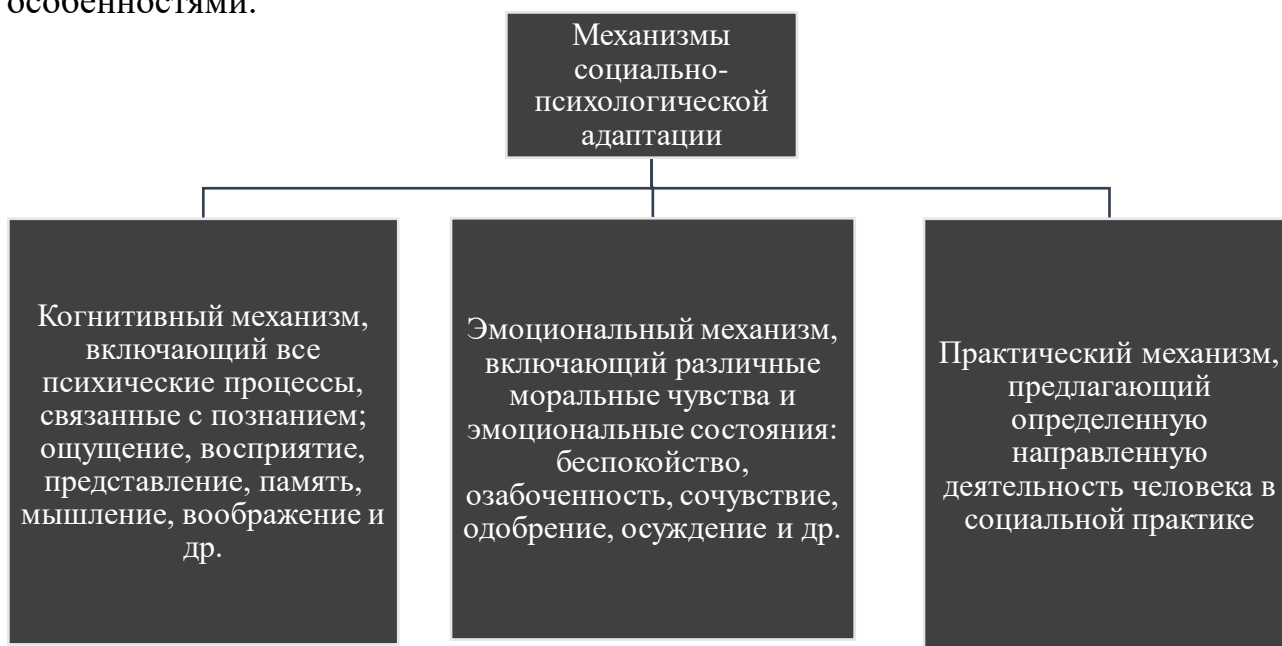 особенностями.
Механизмы
социально-
психологической
адаптации
Когнитивный механизм,
включающий все
психические процессы,
связанные с познанием;
ощущение, восприятие,
представление, память,
мышление, воображение и
др.
Эмоциональный механизм,
включающий различные
моральные чувства и
эмоциональные состояния:
беспокойство,
озабоченность, сочувствие,
одобрение, осуждение и др.
Практический механизм,
предлагающий
определенную
направленную
деятельность человека в
социальной практике